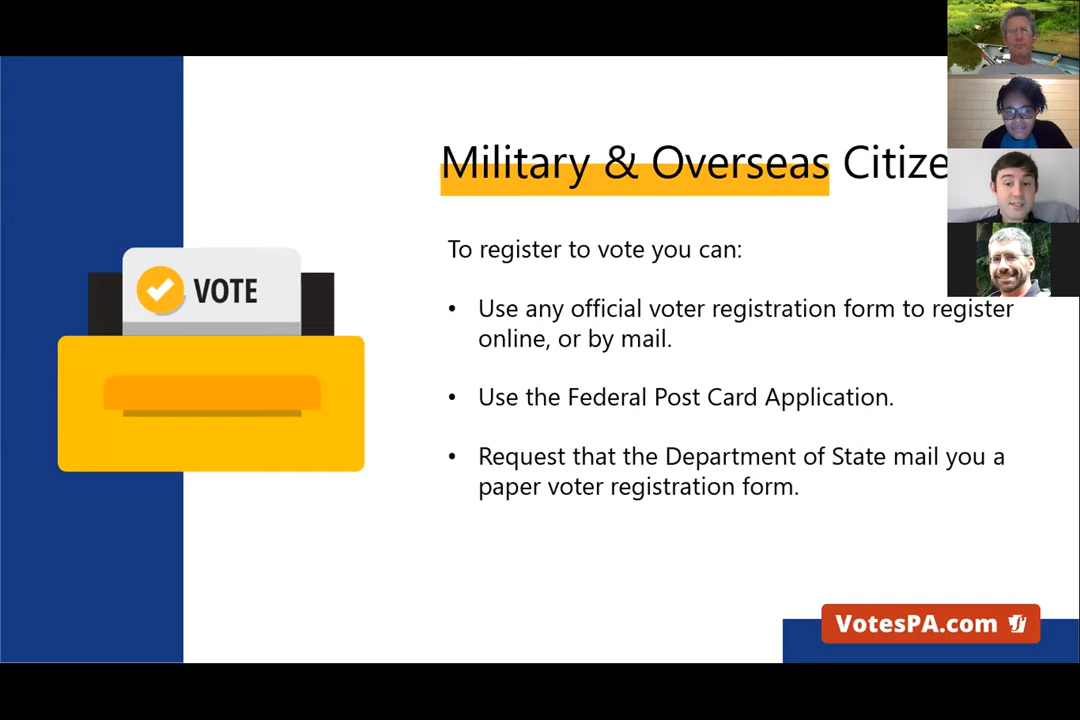 Military & Overseas Citize
To register to vote you can:
• Use any official voter registration form to register
online, or by mail.
• Use the Federal Post Card Application.
• Request that the Department of State mail you a
paper voter registration form.
VOTE
VotesPA.com